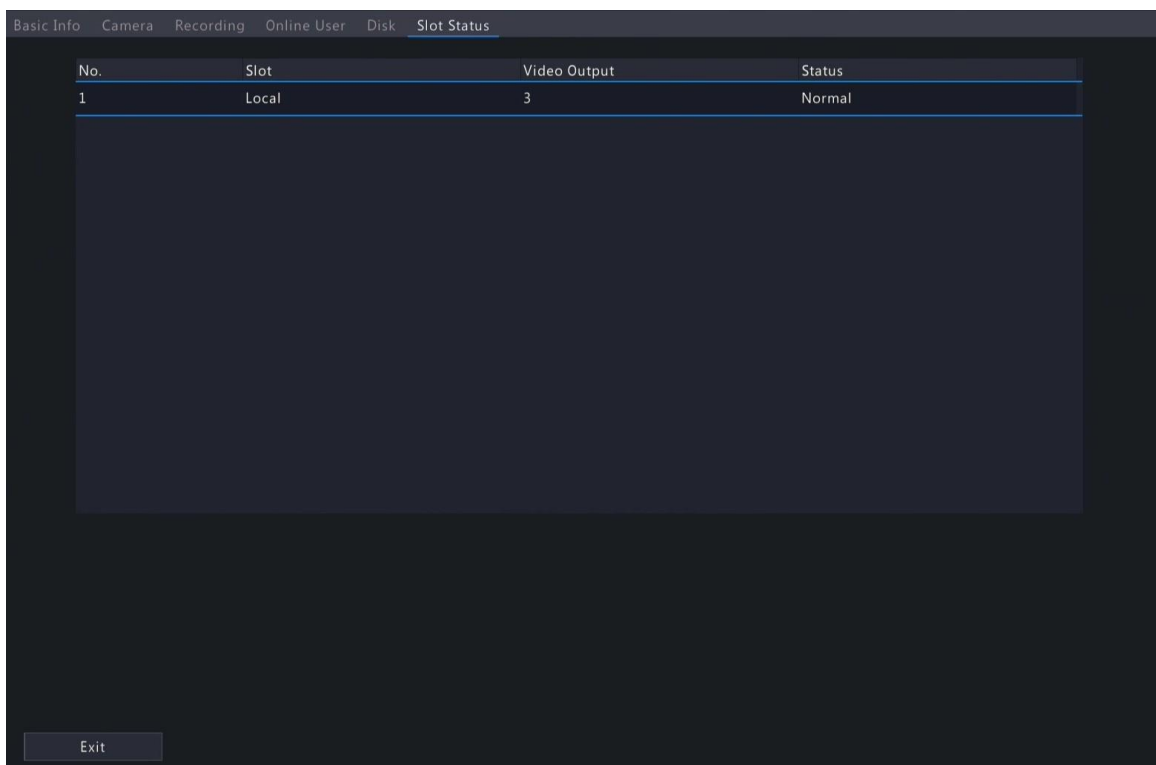 Basic Info Camera Recording Online User Disk Slot Status
No. Slot Video Output Status
1 Local 3 Normal
Exit